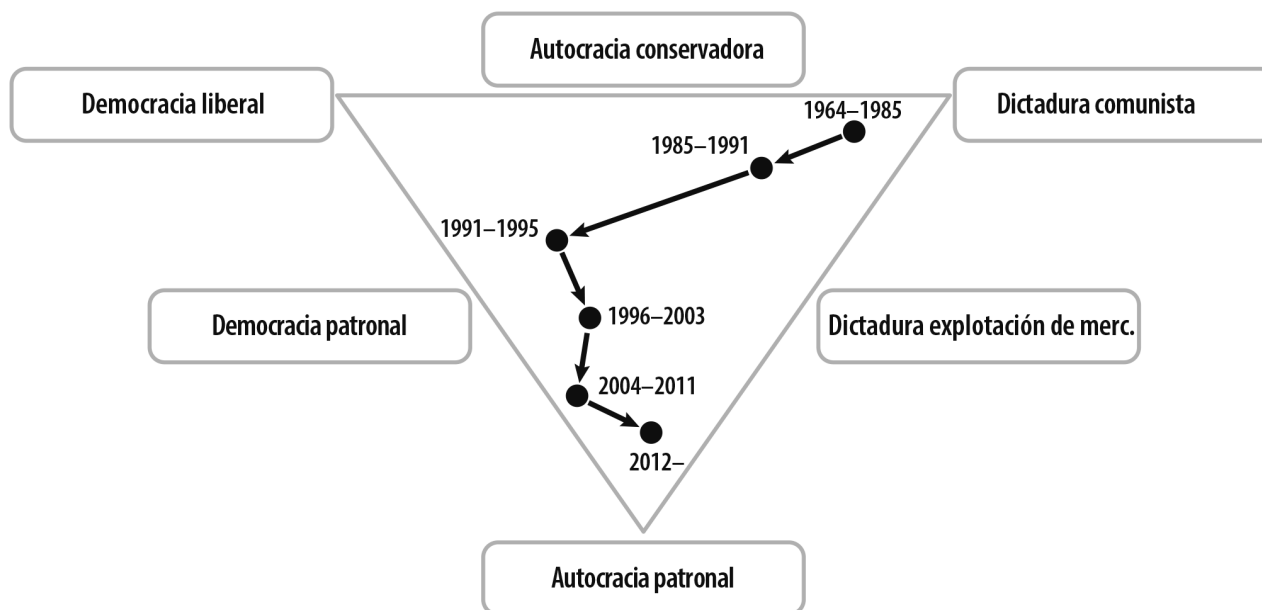 Autocracia conservadora
Democracia liberal
Dictadura comunista
1964–1985
1985–1991
1991–1995
Democracia patronal
1996–2003
Dictadura explotación de merc.
2004–2011
2012–
Autocracia patronal